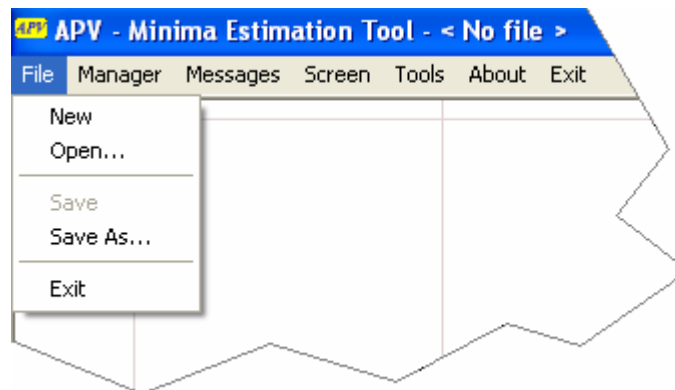 APV APV - Minima Estimation Tool - < No file >
File Manager Messages Screen Tools About Exit
New
Open...
Save
Save As...
Exit